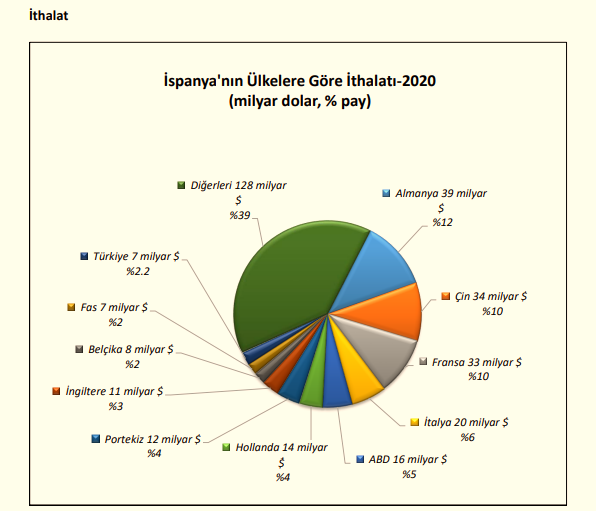 İthalat
İspanya'nın Ülkelere Göre İthalatı-2020
(milyar dolar, % pay)
Diğerleri 128 milyar
$
%39
Almanya 39 milyar
$
%12
Çin 34 milyar $
%10
Fransa 33 milyar $
%10
İtalya 20 milyar $
%6
ABD 16 milyar $
%5
Hollanda 14 milyar
$
%4
Portekiz 12 milyar $
%4
İngiltere 11 milyar $
%3
Belçika 8 milyar $
%2
Fas 7 milyar $
%2
Türkiye 7 milyar $
%2.2